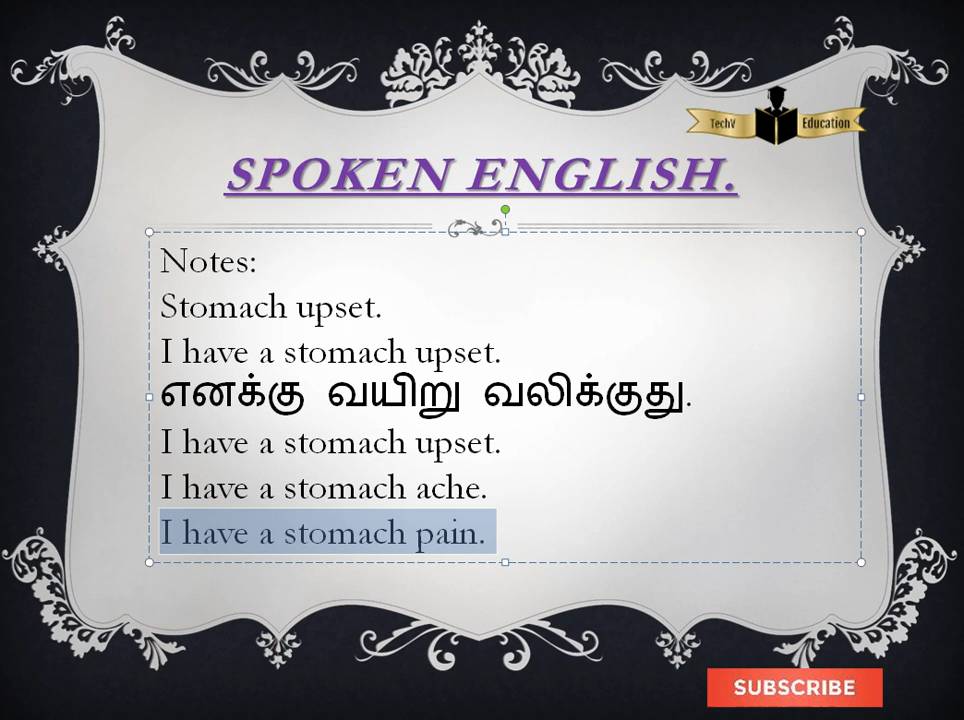 TechV Education
SPOKEN ENGLISH.
Notes:
Stomach upset.
I have a stomach upset.
எனக்கு வயிறு வலிக்குது.
I have a stomach upset.
I have a stomach ache.
I have a stomach pain.
SUBSCRIBE